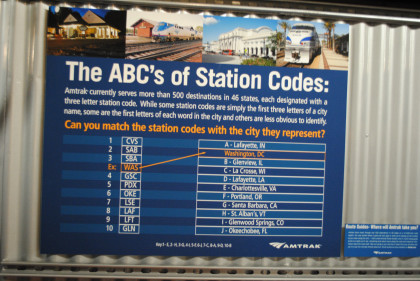 The ABC's of Station Codes:
Amtrak currently serves more than 500 destinations in 46 states, each designated with a
three letter station code. While some station codes are simply the first three letters of a city
name, some are the first letters of each word in the city and others are less obvious to identify.
Can you match the station codes with the city they represent?
1 CVS A - Lafayette, IN
2 SAB Washington, DC
3 SBA B - Glenview, IL
Ex: WAS C - La Crosse, WI
4 GSC D - Lafayette, LA
5 PDX E - Charlottesville, VA
6 OKE F - Portland, OR
7 LSE G - Santa Barbara, CA
8 LAF H - St. Alban's, VT
9 LFT I - Glenwood Springs, CO
10 GLN J - Okeechobee, FL
AMTRAK